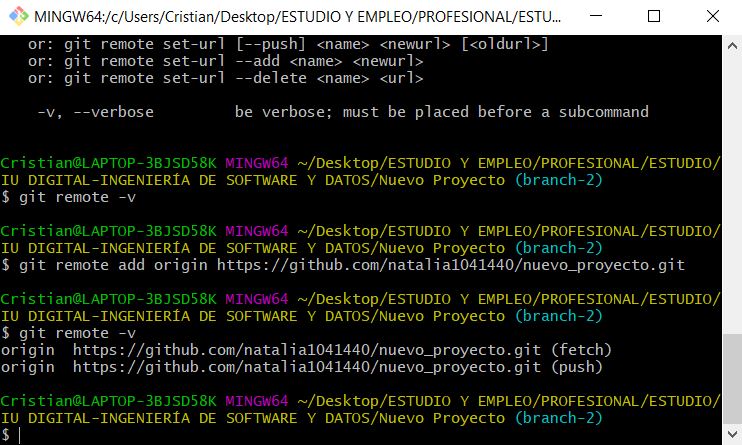 MINGW64:/c/Users/Cristian/Desktop/ESTUDIO Y EMPLEO/PROFESIONAL/ESTU...
or: git remote set-url [--push] <name> <newurl> [<oldurl>]
or: git remote set-url --add <name> <newurl>
or: git remote set-url --delete <name> <url>
-v, --verbose be verbose; must be placed before a subcommand
Cristian@LAPTOP-3BJSD58K MINGW64 ~/Desktop/ESTUDIO Y EMPLEO/PROFESIONAL/ESTUDIO/
IU DIGITAL-INGENIERÍA DE SOFTWARE Y DATOS/Nuevo Proyecto (branch-2)
$ git remote -v
Cristian@LAPTOP-3BJSD58K MINGW64 ~/Desktop/ESTUDIO Y EMPLEO/PROFESIONAL/ESTUDIO/
IU DIGITAL-INGENIERÍA DE SOFTWARE Y DATOS/Nuevo Proyecto (branch-2)
$ git remote add origin https://github.com/natalia1041440/nuevo_proyecto.git
Cristian@LAPTOP-3BJSD58K MINGW64 ~/Desktop/ESTUDIO Y EMPLEO/PROFESIONAL/ESTUDIO/
IU DIGITAL-INGENIERÍA DE SOFTWARE Y DATOS/Nuevo Proyecto (branch-2)
$ git remote -v
origin https://github.com/natalia1041440/nuevo_proyecto.git (fetch)
origin https://github.com/natalia1041440/nuevo_proyecto.git (push)
Cristian@LAPTOP-3BJSD58K MINGW64 ~/Desktop/ESTUDIO Y EMPLEO/PROFESIONAL/ESTUDIO/
IU DIGITAL-INGENIERÍA DE SOFTWARE Y DATOS/Nuevo Proyecto (branch-2)
$